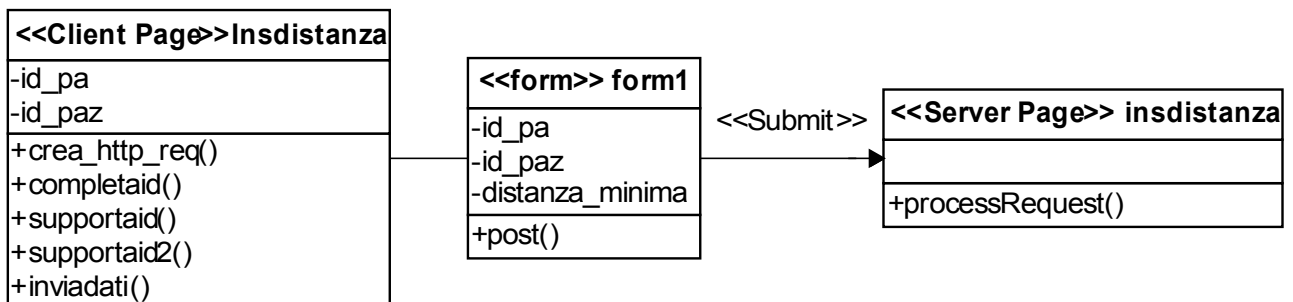 <<Client Page>>Insdistanza
-id_pa
-id_paz
+crea_http_req()
+completaid()
+supportaid()
+supportaid2()
+inviadati()
<<form>> form1
-id_pa
-id_paz
-distanza_minima
+post()
<<Submit>>
<<Server Page>> insdistanza
+processRequest()